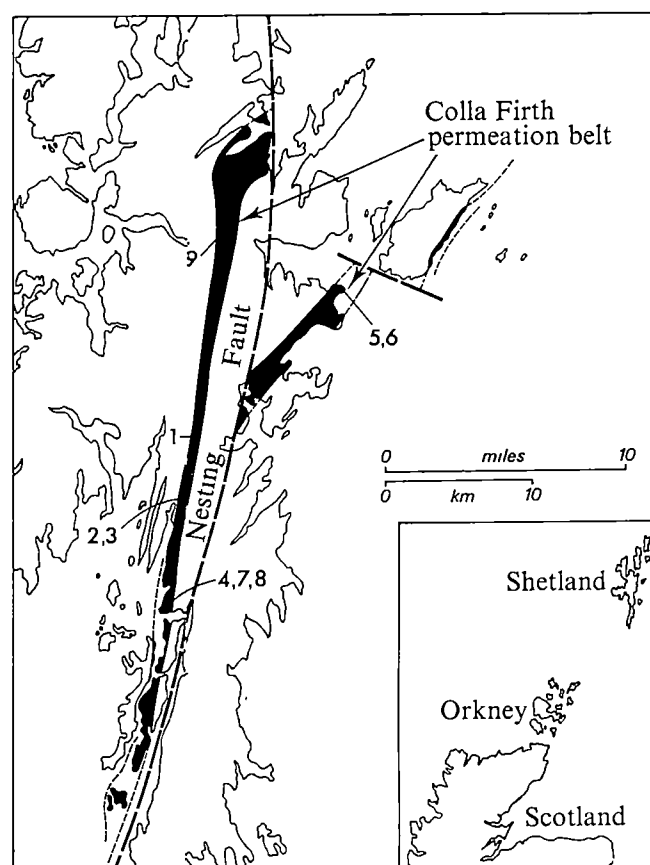 Colla Firth
permeation belt
9
5,6
Fault
1
Nesting
2,3
4,7,8
0 miles 10
0 km 10
Shetland
Orkney
Scotland